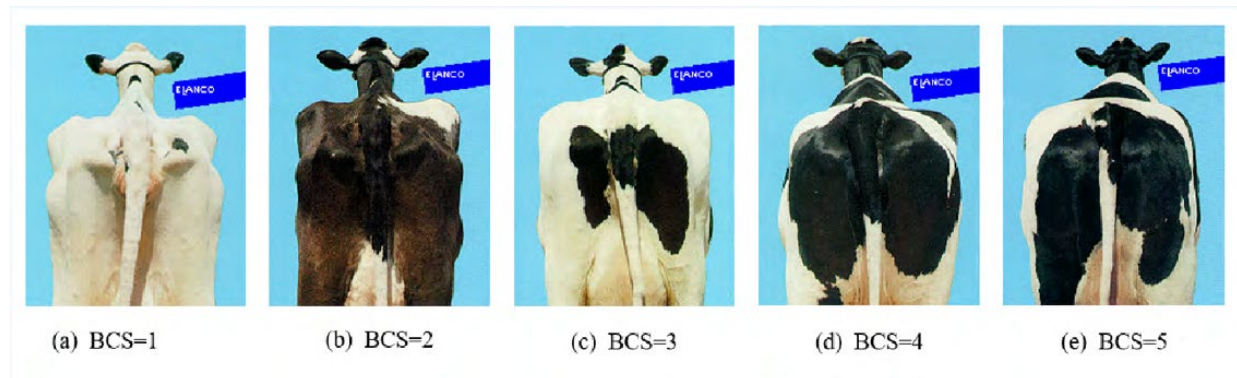 ELANCO
ELANCO
ELANCO
ELANCO
ELANCO
(a) BCS=1
(b) BCS=2
(c) BCS=3
(d) BCS=4
(e) BCS=5